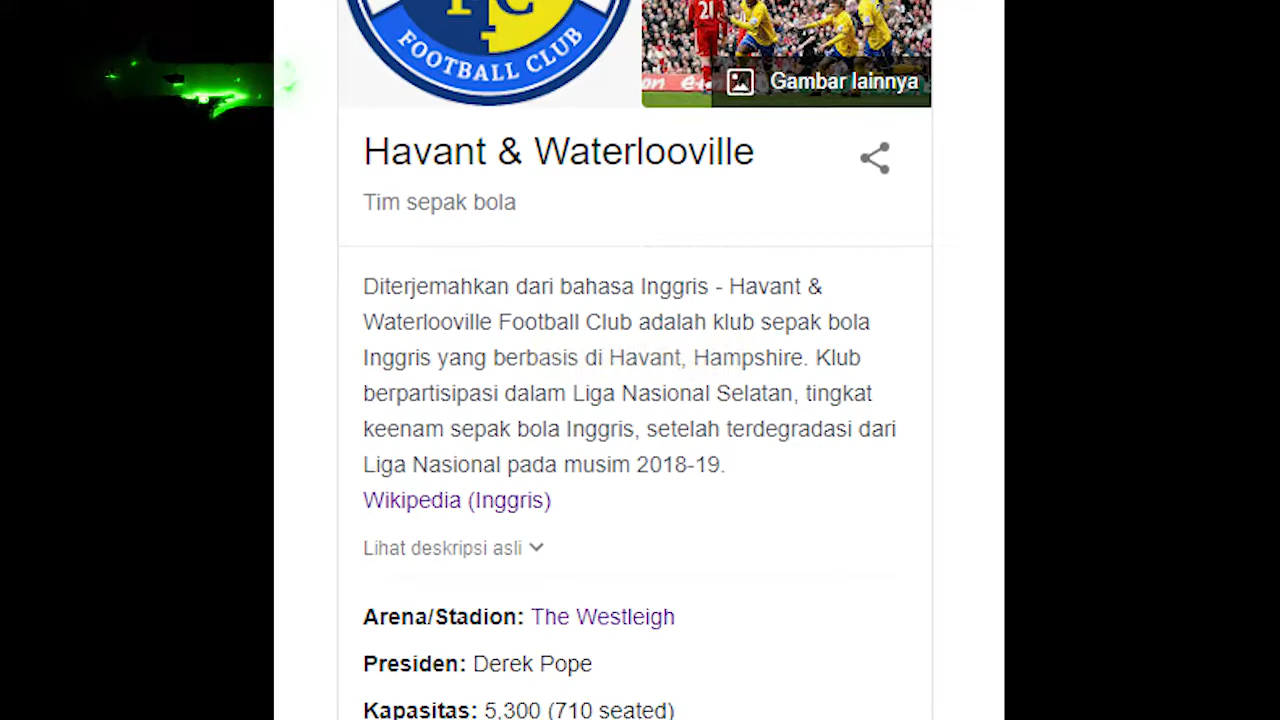 FC
FOOTBALL CLUB
21
Gambar lainnya
Havant & Waterlooville
Tim sepak bola
Diterjemahkan dari bahasa Inggris - Havant &
Waterlooville Football Club adalah klub sepak bola
Inggris yang berbasis di Havant, Hampshire. Klub
berpartisipasi dalam Liga Nasional Selatan, tingkat
keenam sepak bola Inggris, setelah terdegradasi dari
Liga Nasional pada musim 2018-19.
Wikipedia (Inggris)
Lihat deskripsi asli
Arena/Stadion: The Westleigh
Presiden: Derek Pope
Kapasitas: 5,300 (710 seated)